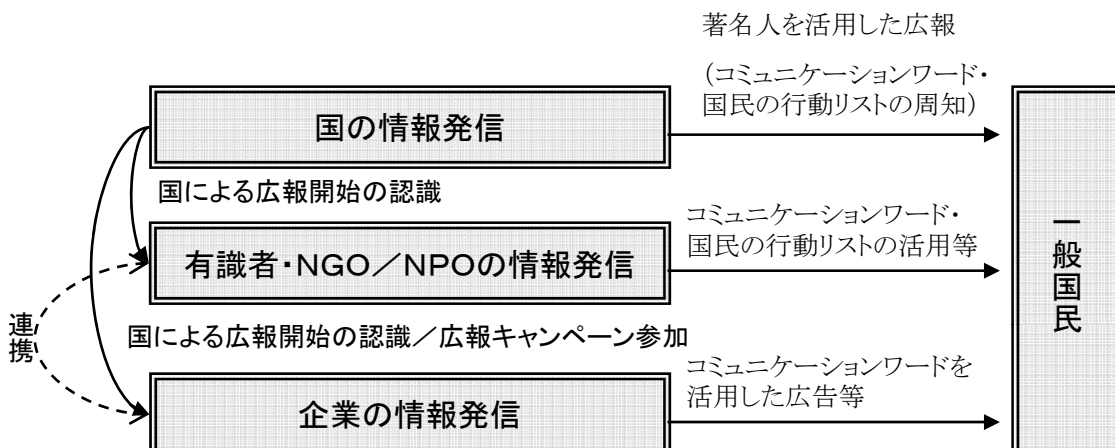 著名人を活用した広報
（コミュニケーションワード・
国民の行動リストの周知）
国の情報発信
国による広報開始の認識
コミュニケーションワード・
国民の行動リストの活用等
有識者・NGO／NPOの情報発信
一般国民
連携
国による広報開始の認識／広報キャンペーン参加
コミュニケーションワードを
活用した広告等
企業の情報発信